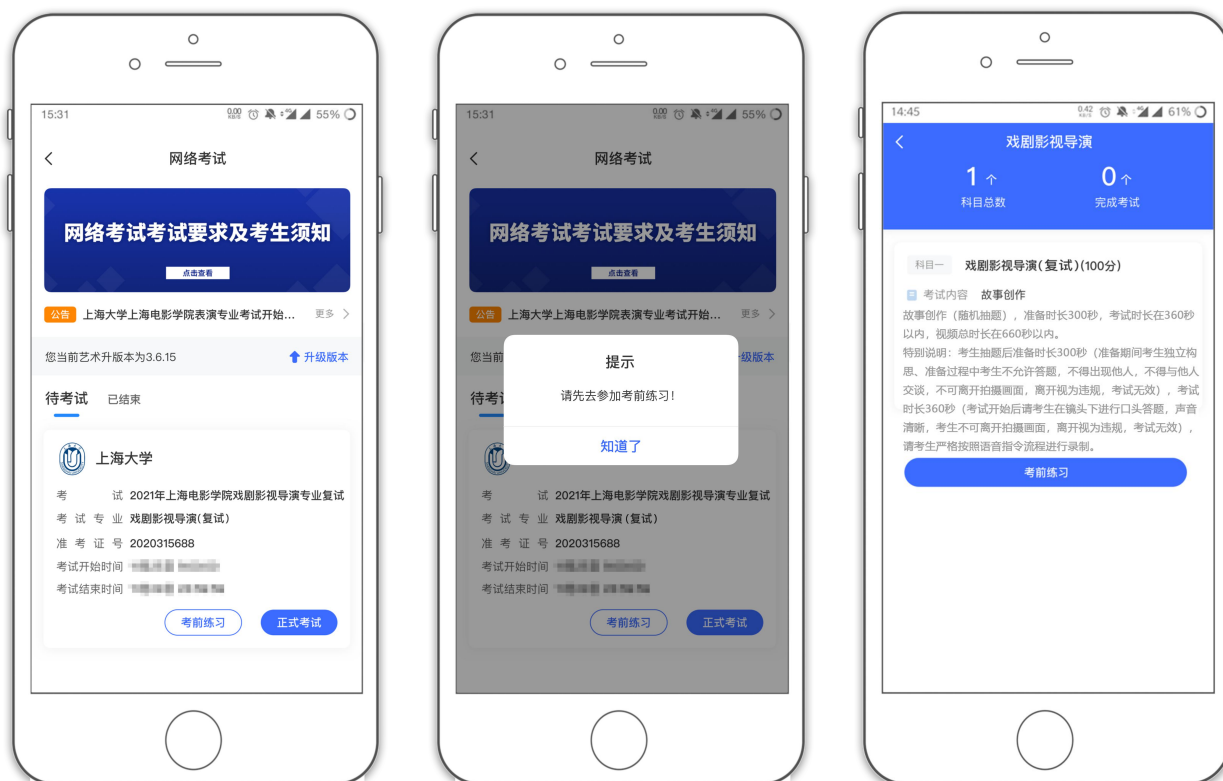 15:31
0.00 KB/S 4G 55%
网络考试
网络考试考试要求及考生须知
点击查看
公告 上海大学上海电影学院表演专业考试开始... 更多
您当前艺术升版本为3.6.15 升级版本
待考试 已结束
上海大学
考 试 2021年上海电影学院戏剧影视导演专业复试
考试专业 戏剧影视导演(复试)
准考证号 2020315688
考试开始时间
考试结束时间
考前练习 正式考试
15:31
0.00 KB/S 4G 55%
网络考试
网络考试考试要求及考生须知
点击查看
公告 上海大学上海电影学院表演专业考试开始... 更多
您当前 级版本
提示
请先去参加考前练习!
知道了
待考
考 试 2021年上海电影学院戏剧影视导演专业复试
考试专业 戏剧影视导演(复试)
准考证号 2020315688
考试开始时间
考试结束时间
考前练习 正式考试
14:45
0.42 KB/S 4G 61%
戏剧影视导演
1个 0个
科目总数 完成考试
科目一 戏剧影视导演(复试)(100分)
考试内容 故事创作
故事创作（随机抽题），准备时长300秒，考试时长在360秒
以内，视频总时长在660秒以内。
特别说明：考生抽题后准备时长300秒（准备期间考生独立构
思、准备过程中考生不允许答题，不得出现他人，不得与他人
交谈，不可离开拍摄画面，离开视为违规，考试无效），考试
时长360秒（考试开始后请考生在镜头下进行口头答题，声音
清晰，考生不可离开拍摄画面，离开视为违规，考试无效），
请考生严格按照语音指令流程进行录制。
考前练习